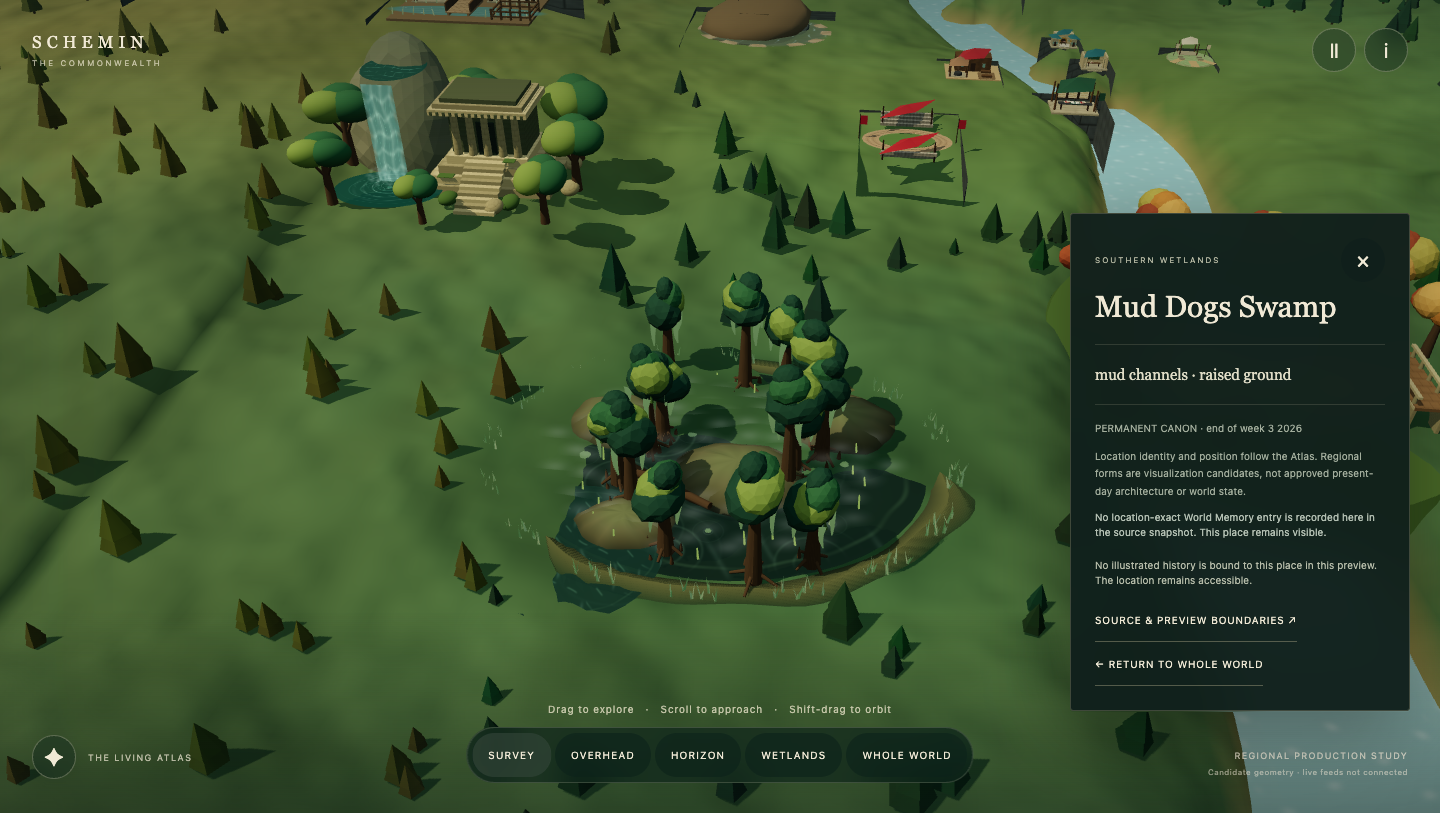 SCHEMIN
THE COMMONWEALTH
i
SOUTHERN WETLANDS
Mud Dogs Swamp
mud channels · raised ground
PERMANENT CANON · end of week 3 2026
Location identity and position follow the Atlas. Regional
forms are visualization candidates, not approved present-
day architecture or world state.
No location-exact World Memory entry is recorded here in
the source snapshot. This place remains visible.
No illustrated history is bound to this place in this preview.
The location remains accessible.
SOURCE & PREVIEW BOUNDARIES ↗
← RETURN TO WHOLE WORLD
Drag to explore · Scroll to approach · Shift-drag to orbit
SURVEY OVERHEAD HORIZON WETLANDS WHOLE WORLD
THE LIVING ATLAS
REGIONAL PRODUCTION STUDY
Candidate geometry · live feeds not connected